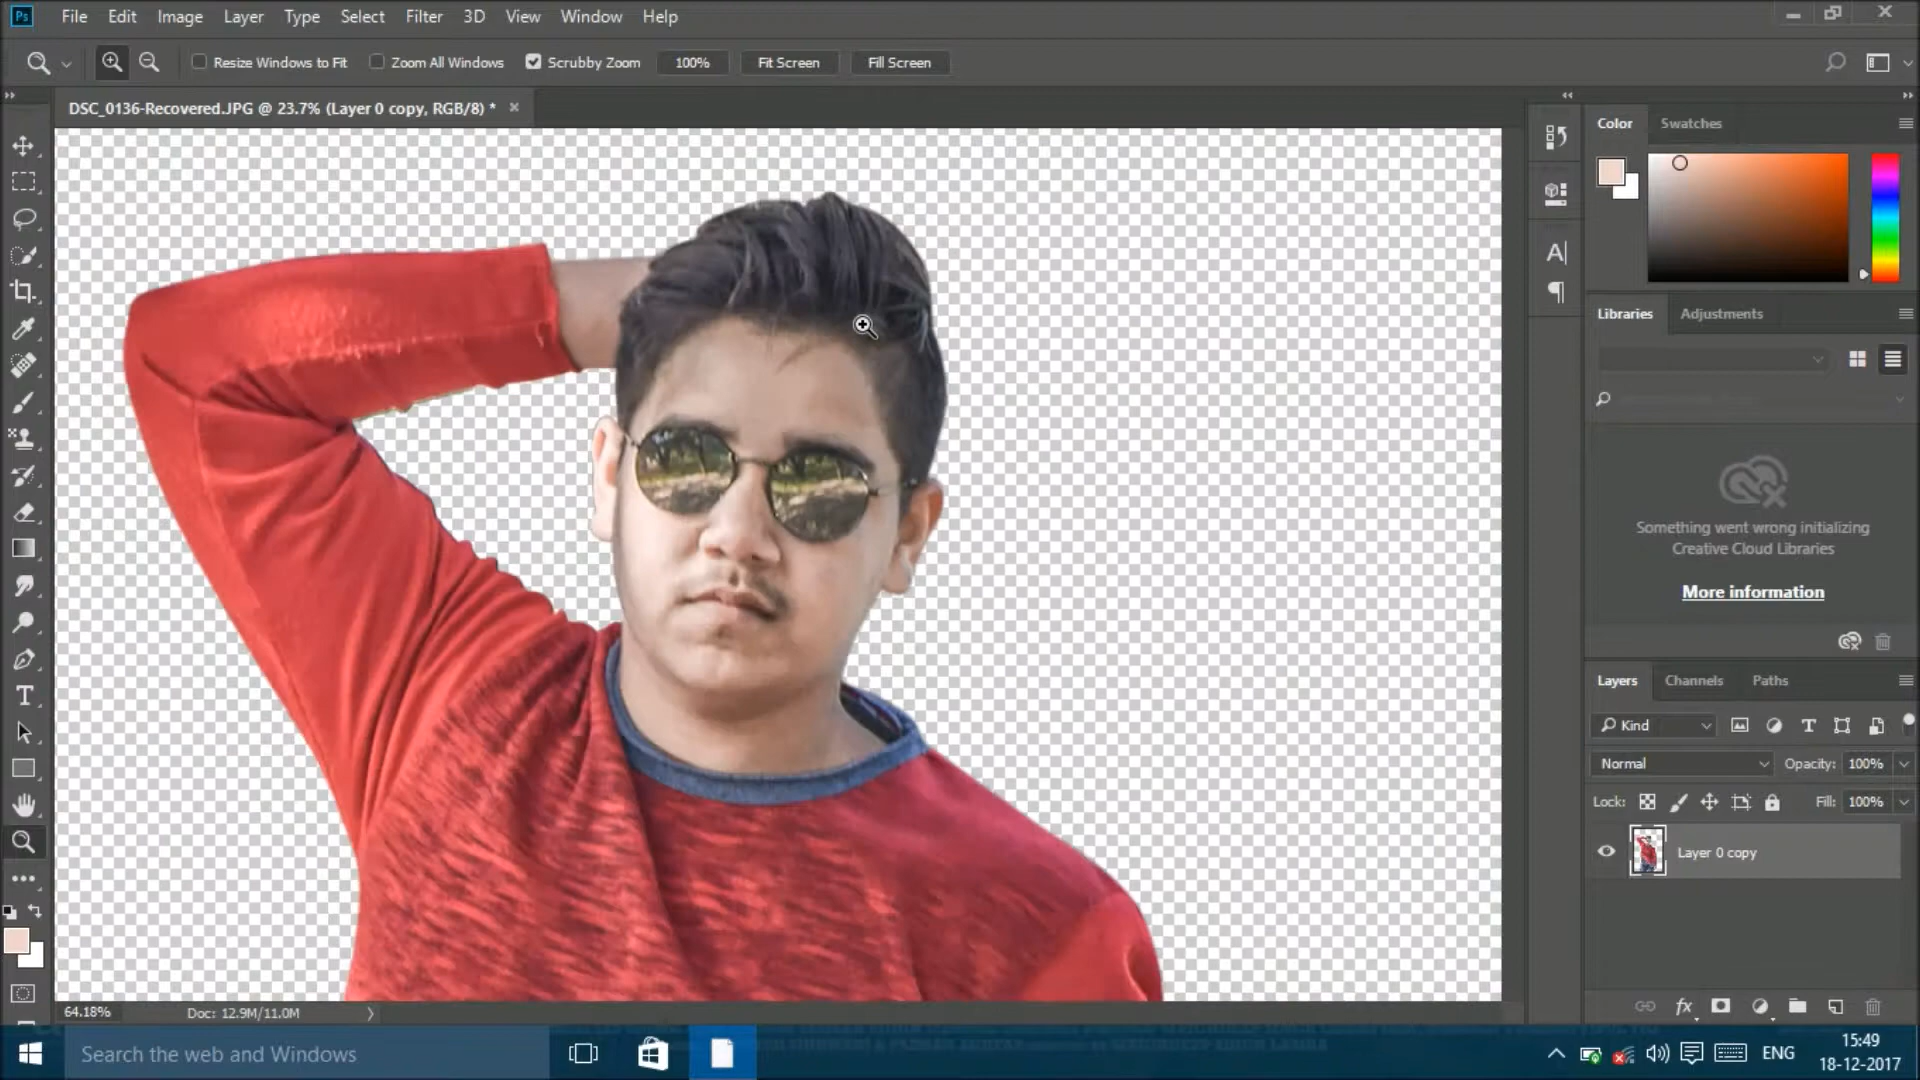 Ps File Edit Image Layer Type Select Filter 3D View Window Help
Resize Windows to Fit Zoom All Windows Scrubby Zoom 100% Fit Screen Fill Screen
DSC_0136-Recovered.JPG @ 23.7% (Layer 0 copy, RGB/8) *
Color Swatches
Libraries Adjustments
Something went wrong initializing
Creative Cloud Libraries
More information
Layers Channels Paths
Kind
Normal Opacity: 100%
Lock: Fill: 100%
Layer 0 copy
64.18% Doc: 12.9M/11.0M
Search the web and Windows
ENG
15:49
18-12-2017